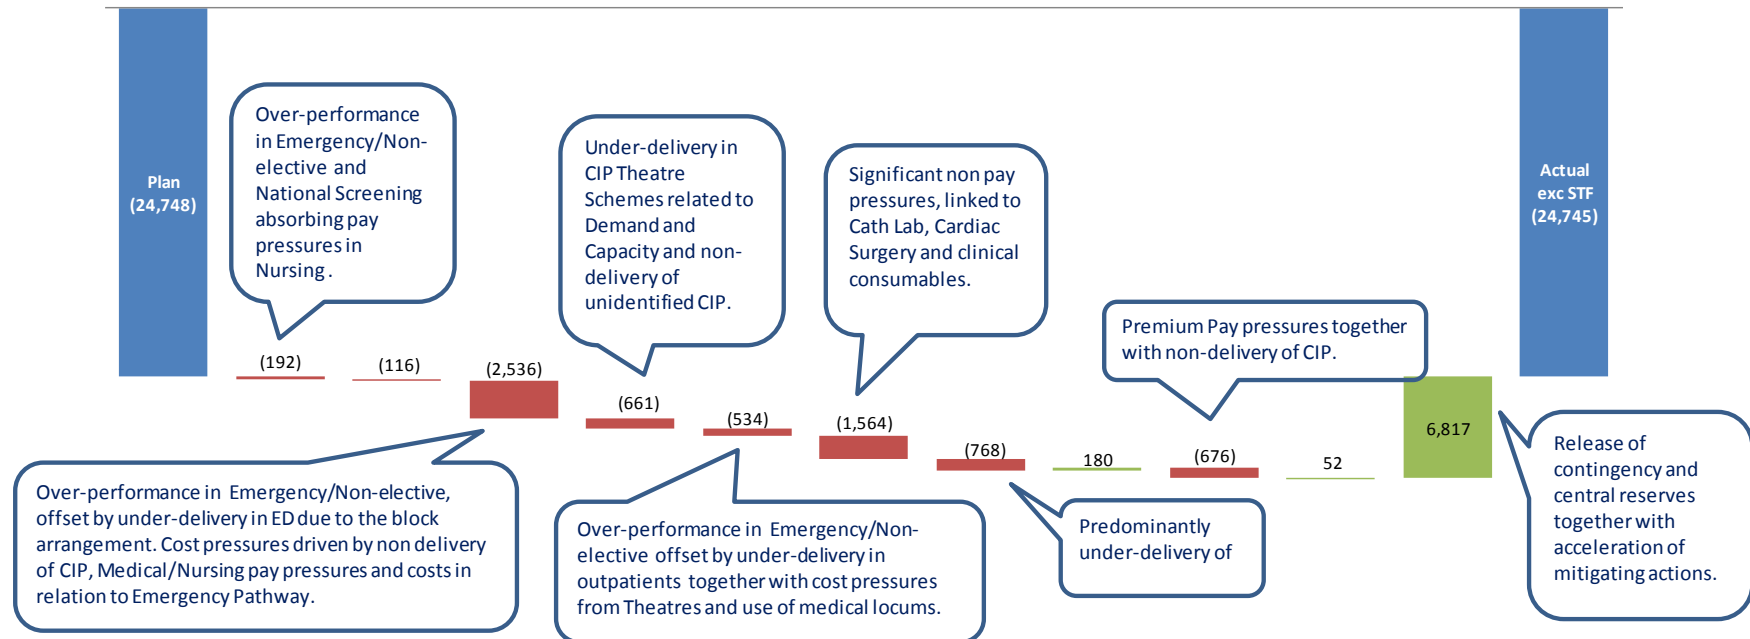 Plan
(24,748)
Over-performance
in Emergency/Non-
elective and
National Screening
absorbing pay
pressures in
Nursing.
Under-delivery in
CIP Theatre
Schemes related to
Demand and
Capacity and non-
delivery of
unidentified CIP.
Significant non pay
pressures, linked to
Cath Lab, Cardiac
Surgery and clinical
consumables.
Premium Pay pressures together
with non-delivery of CIP.
Actual
exc STF
(24,745)
(192)
(116)
(2,536)
(661)
(534)
(1,564)
(768)
180
(676)
52
6,817
Over-performance in Emergency/Non-elective,
offset by under-delivery in ED due to the block
arrangement. Cost pressures driven by non delivery
of CIP, Medical/Nursing pay pressures and costs in
relation to Emergency Pathway.
Over-performance in Emergency/Non-
elective offset by under-delivery in
outpatients together with cost pressures
from Theatres and use of medical locums.
Predominantly
under-delivery of
Release of
contingency and
central reserves
together with
acceleration of
mitigating actions.